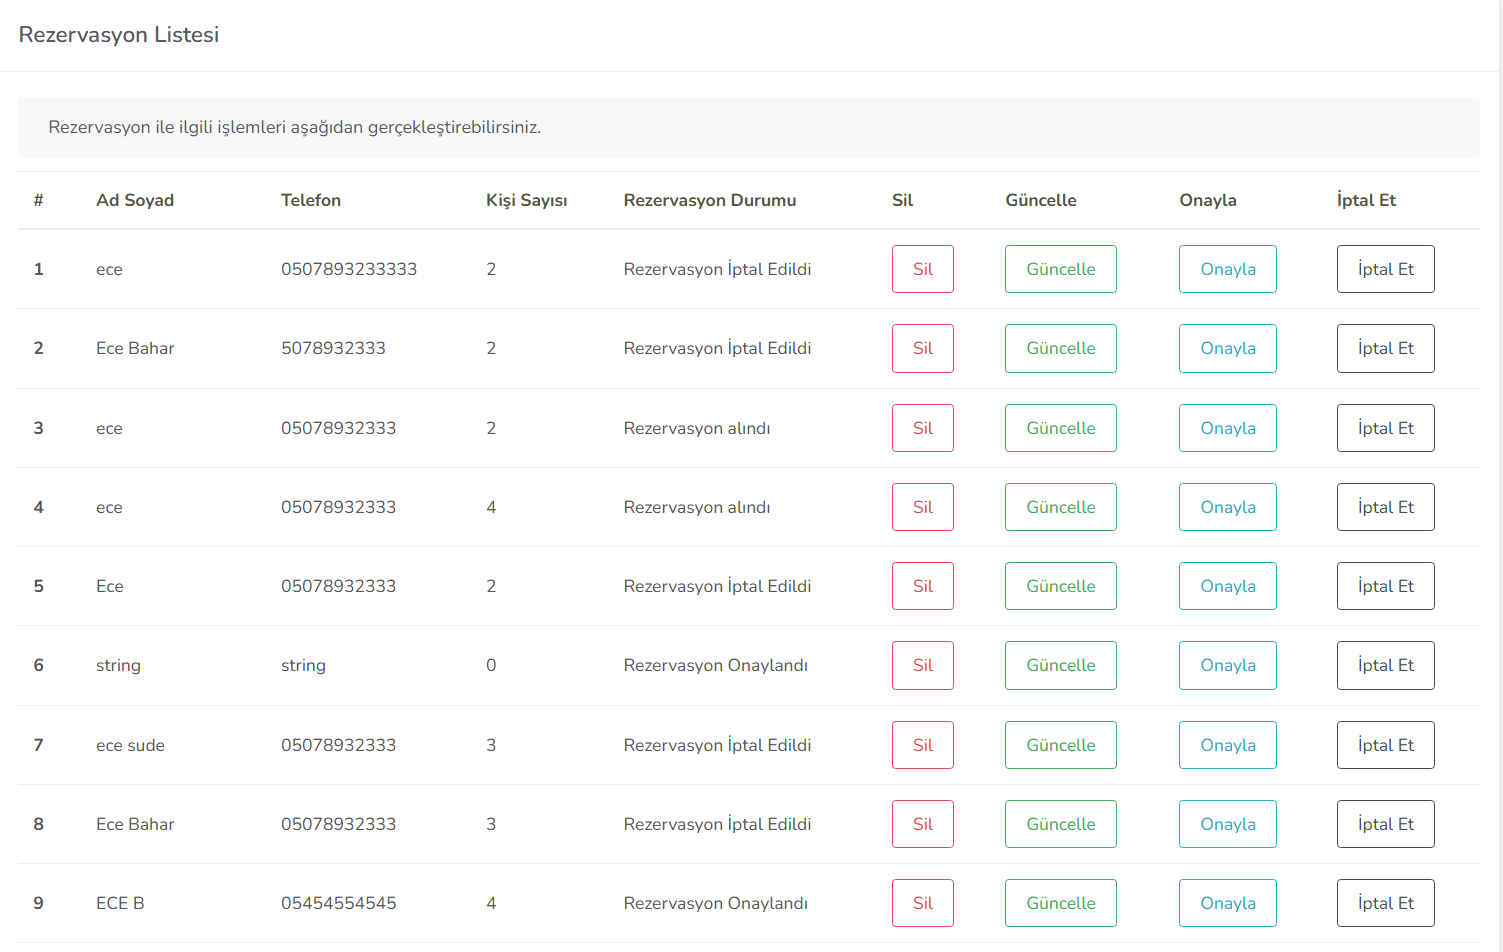 Rezervasyon Listesi
Rezervasyon ile ilgili işlemleri aşağıdan gerçekleştirebilirsiniz.
# Ad Soyad Telefon Kişi Sayısı Rezervasyon Durumu Sil Güncelle Onayla İptal Et
1 ece 0507893233333 2 Rezervasyon İptal Edildi Sil Güncelle Onayla İptal Et
2 Ece Bahar 5078932333 2 Rezervasyon İptal Edildi Sil Güncelle Onayla İptal Et
3 ece 05078932333 2 Rezervasyon alındı Sil Güncelle Onayla İptal Et
4 ece 05078932333 4 Rezervasyon alındı Sil Güncelle Onayla İptal Et
5 Ece 05078932333 2 Rezervasyon İptal Edildi Sil Güncelle Onayla İptal Et
6 string string 0 Rezervasyon Onaylandı Sil Güncelle Onayla İptal Et
7 ece sude 05078932333 3 Rezervasyon İptal Edildi Sil Güncelle Onayla İptal Et
8 Ece Bahar 05078932333 3 Rezervasyon İptal Edildi Sil Güncelle Onayla İptal Et
9 ECE B 05454554545 4 Rezervasyon Onaylandı Sil Güncelle Onayla İptal Et